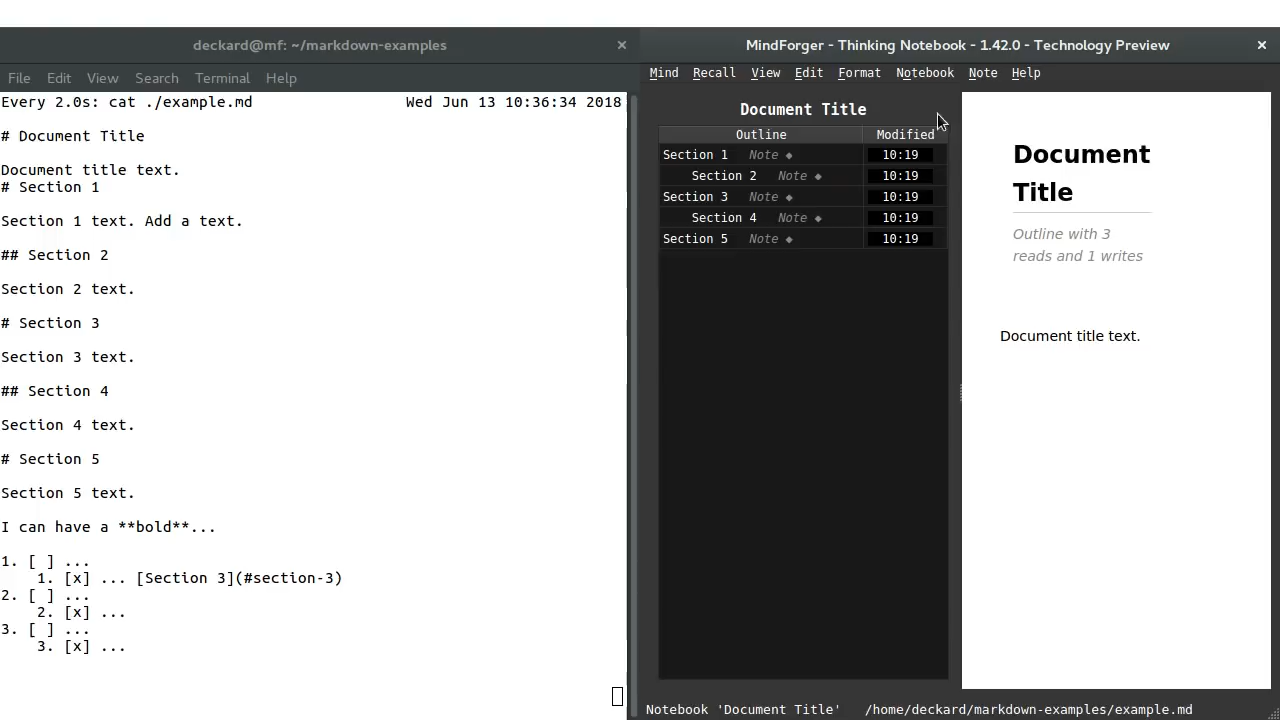 deckard@mf: ~/markdown-examples ×
File Edit View Search Terminal Help
Every 2.0s: cat ./example.md Wed Jun 13 10:36:34 2018
# Document Title
Document title text.
# Section 1
Section 1 text. Add a text.
## Section 2
Section 2 text.
# Section 3
Section 3 text.
## Section 4
Section 4 text.
# Section 5
Section 5 text.
I can have a **bold**...
1. [ ] ...
    1. [x] ... [Section 3](#section-3)
2. [ ] ...
    2. [x] ...
3. [ ] ...
    3. [x] ...
MindForger - Thinking Notebook - 1.42.0 - Technology Preview ×
Mind Recall View Edit Format Notebook Note Help
Document Title
Outline Modified
Section 1 Note ◆ 10:19
Section 2 Note ◆ 10:19
Section 3 Note ◆ 10:19
Section 4 Note ◆ 10:19
Section 5 Note ◆ 10:19
Document
Title
Outline with 3
reads and 1 writes
Document title text.
Notebook 'Document Title' /home/deckard/markdown-examples/example.md